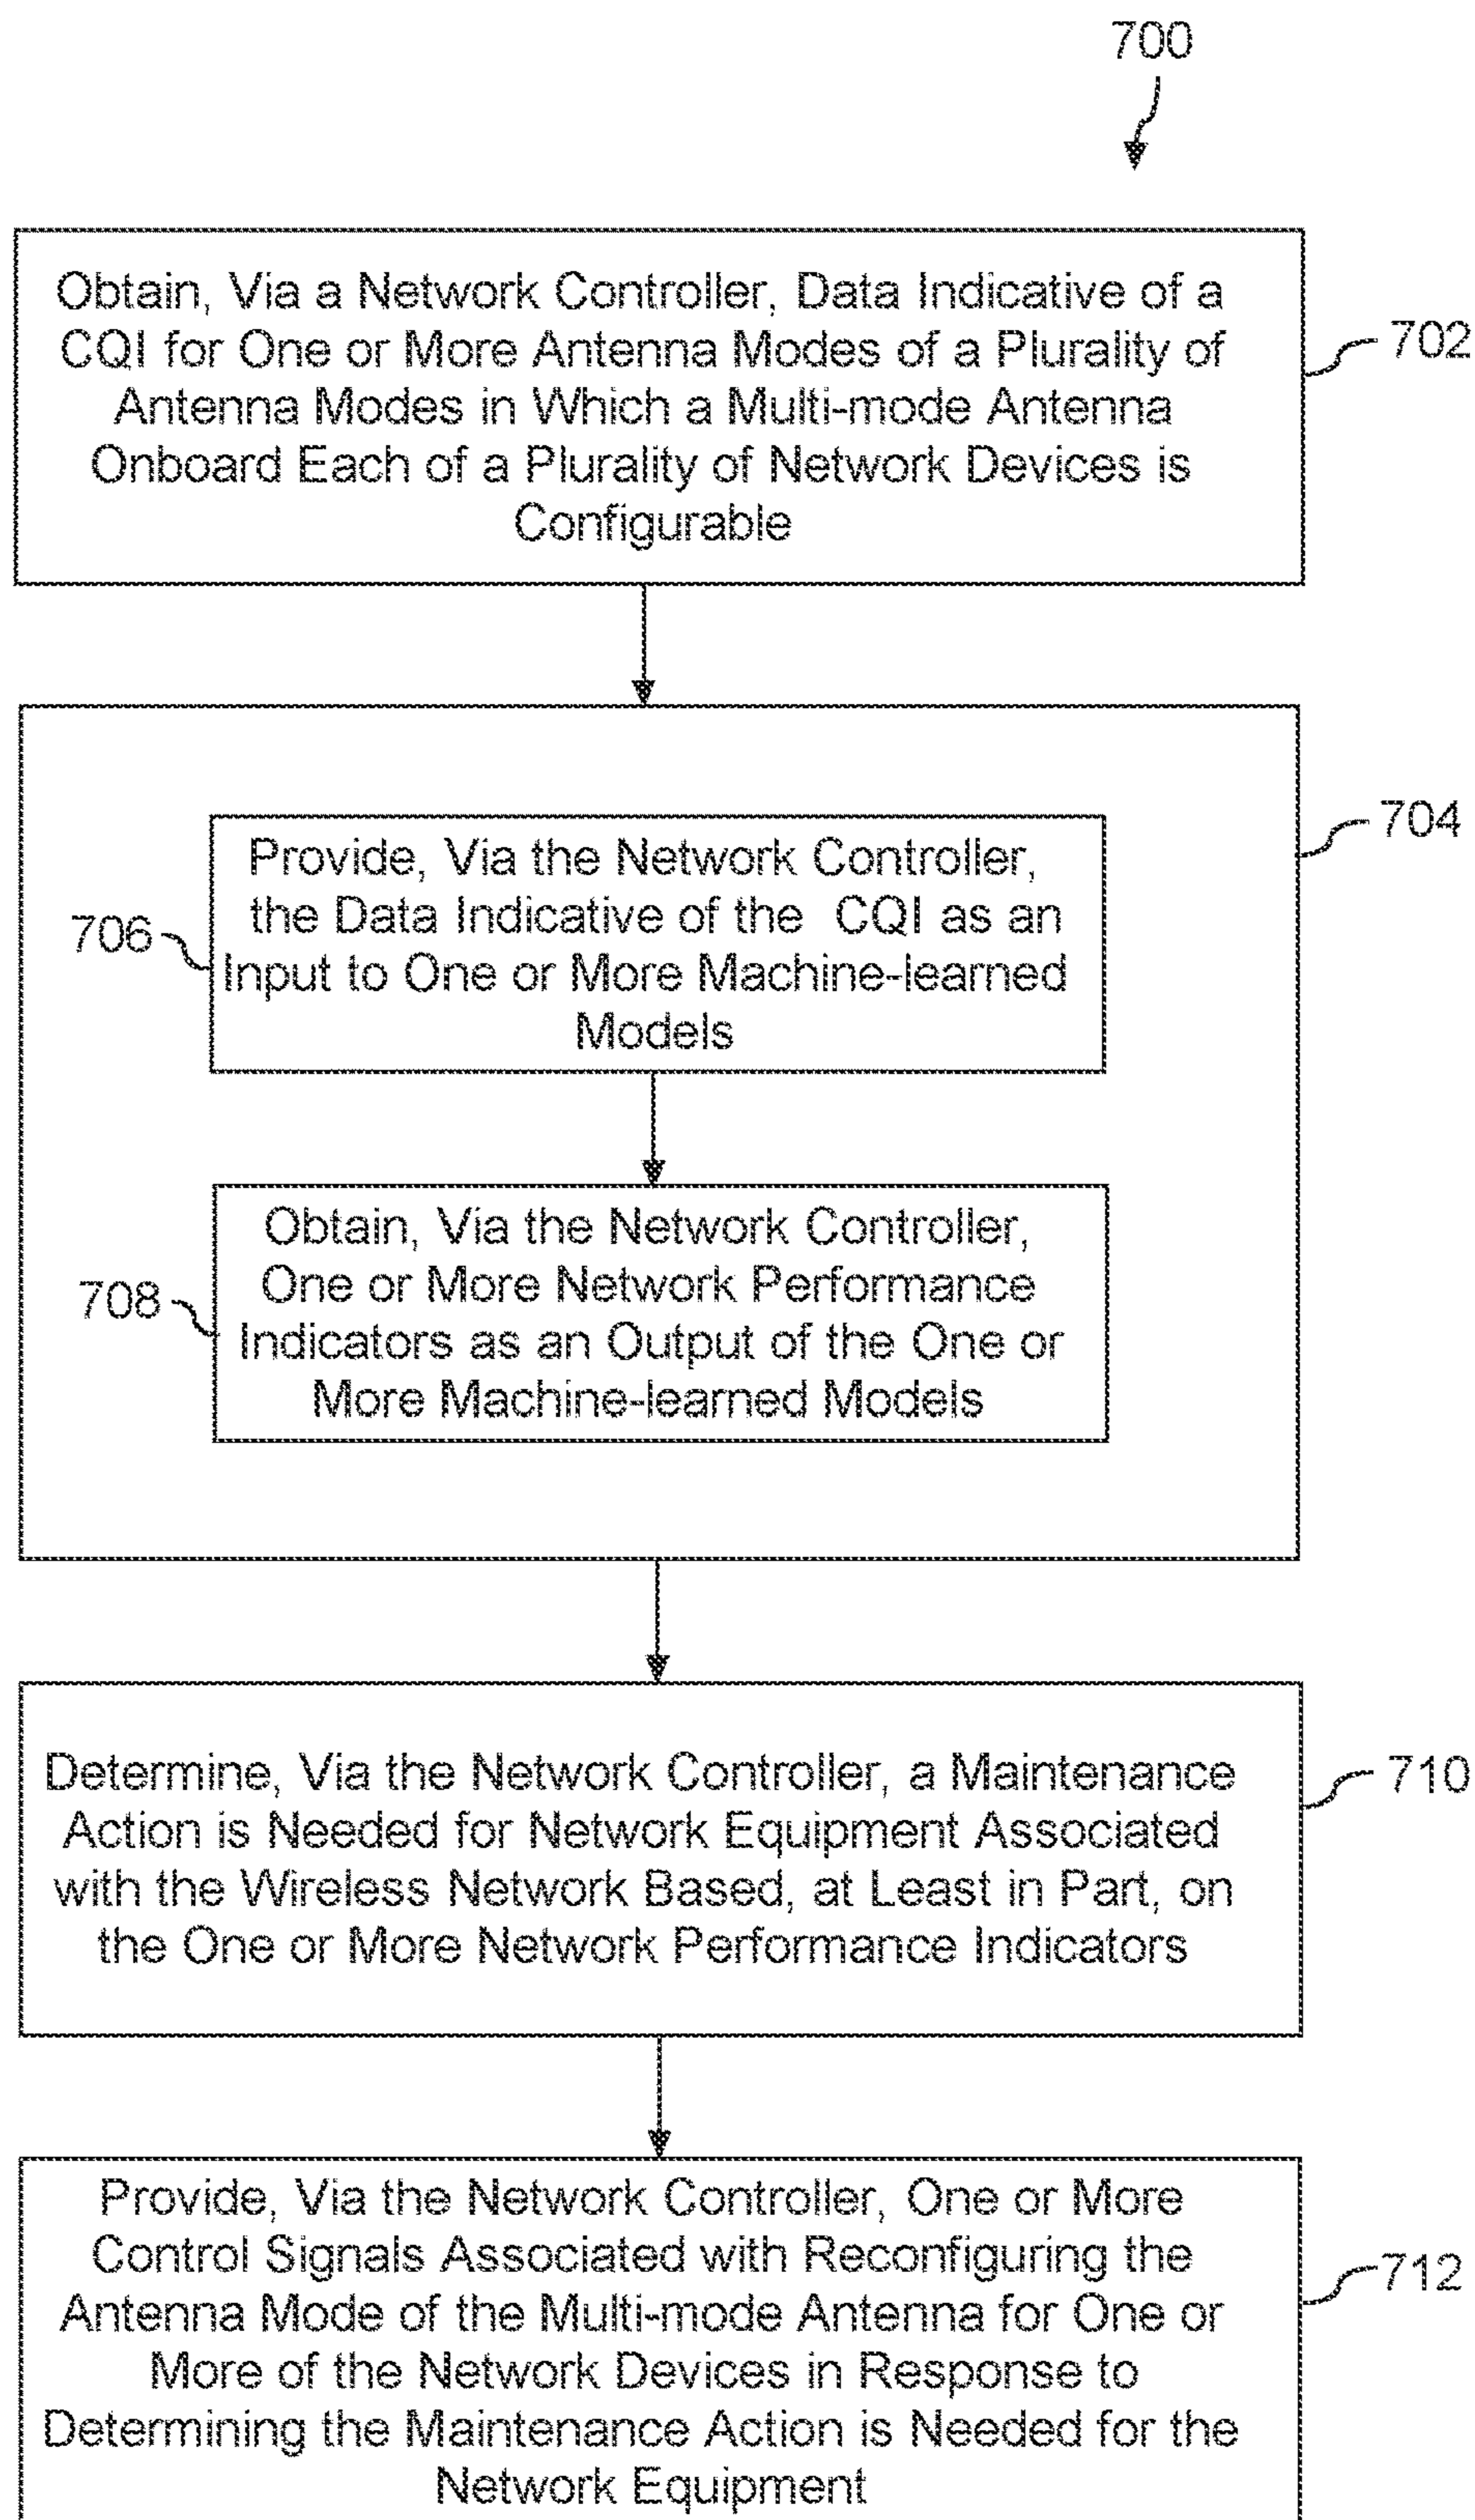 700
Obtain, Via a Network Controller, Data Indicative of a
CQI for One or More Antenna Modes of a Plurality of
Antenna Modes in Which a Multi-mode Antenna
Onboard Each of a Plurality of Network Devices is
Configurable
702
704
Provide, Via the Network Controller,
the Data Indicative of the CQI as an
Input to One or More Machine-learned
Models
706
Obtain, Via the Network Controller,
One or More Network Performance
Indicators as an Output of the One or
More Machine-learned Models
708
Determine, Via the Network Controller, a Maintenance
Action is Needed for Network Equipment Associated
with the Wireless Network Based, at Least in Part, on
the One or More Network Performance Indicators
710
Provide, Via the Network Controller, One or More
Control Signals Associated with Reconfiguring the
Antenna Mode of the Multi-mode Antenna for One or
More of the Network Devices in Response to
Determining the Maintenance Action is Needed for the
Network Equipment
712